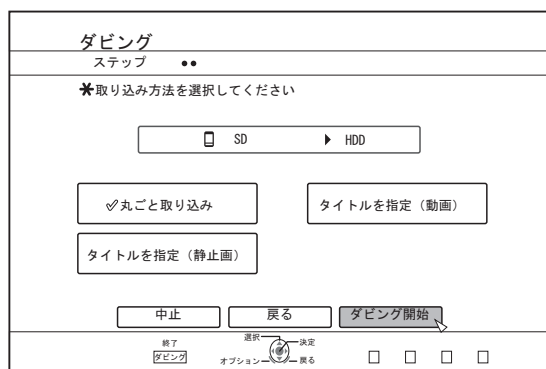 ダビング
ステップ ●●
✱取り込み方法を選択してください
SD ▶ HDD
✓丸ごと取り込み タイトルを指定（動画）
タイトルを指定（静止画）
中止 戻る ダビング開始
終了 ダビング
選択 決定
オプション 戻る